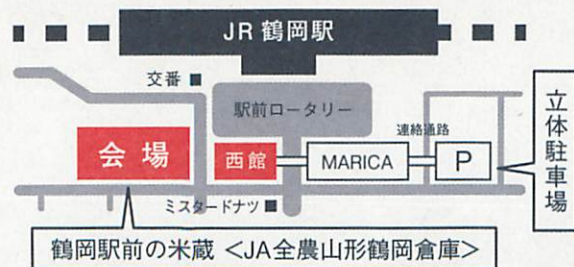 JR 鶴岡駅
交番
駅前ロータリー
連絡通路
会場
西館
MARICA
P
立体駐車場
ミスタードナツ
鶴岡駅前の米蔵 <JA全農山形鶴岡倉庫>